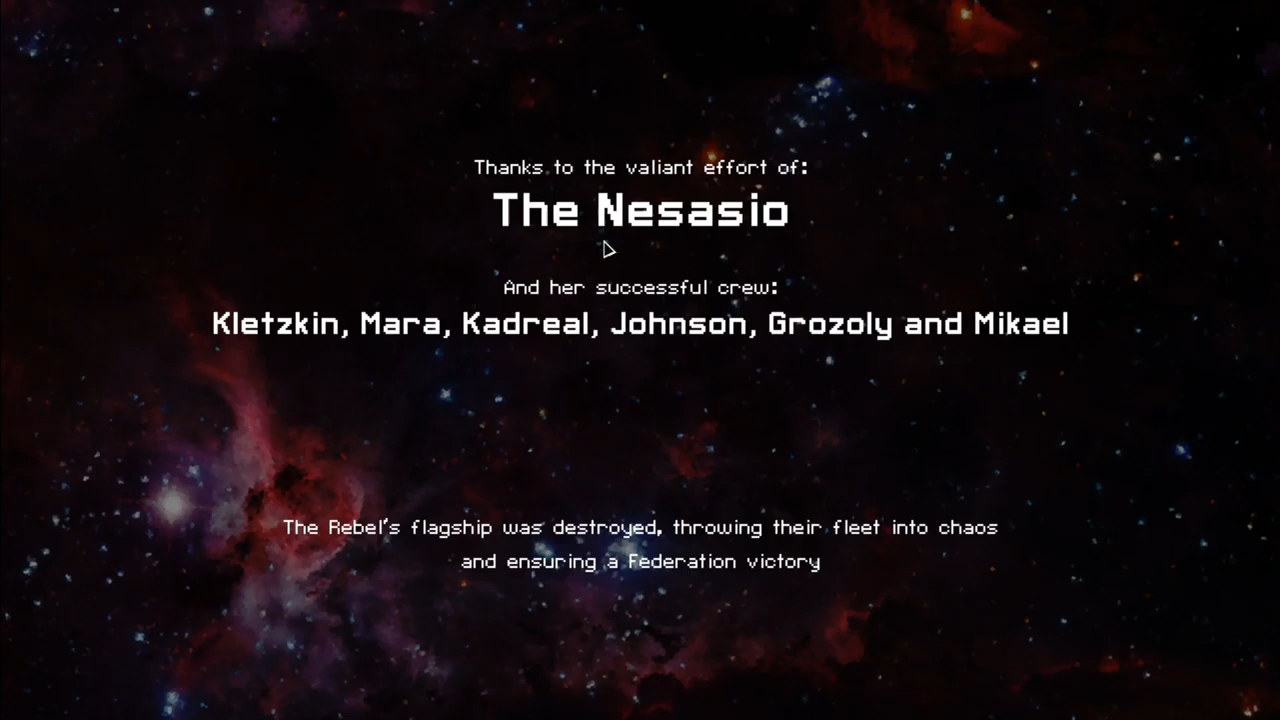 Thanks to the valiant effort of:
The Nesasio
And her successful crew:
Kletzkin, Mara, Kadreal, Johnson, Grozoly and Mikael
The Rebel's flagship was destroyed, throwing their fleet into chaos
and ensuring a Federation victory